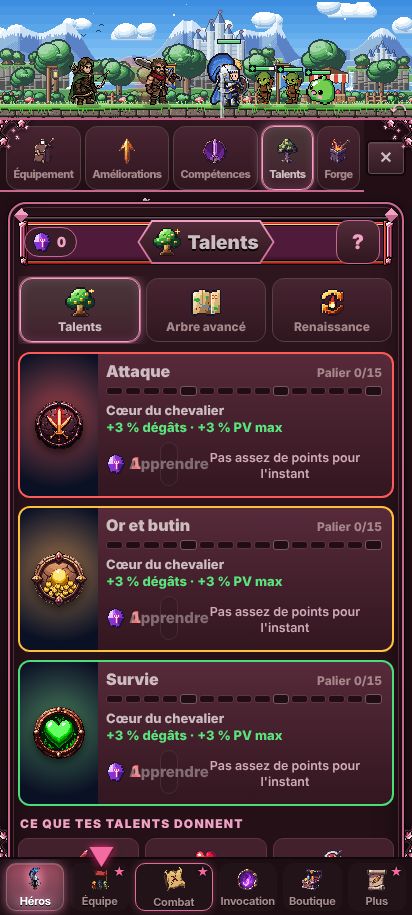 Équipement
Améliorations
Compétences
Talents
Forge
×
0
Talents
?
Talents
Arbre avancé
Renaissance
Attaque
Palier 0/15
Cœur du chevalier
+3 % dégâts · +3 % PV max
1
Apprendre
Pas assez de points pour
l'instant
Or et butin
Palier 0/15
Cœur du chevalier
+3 % dégâts · +3 % PV max
1
Apprendre
Pas assez de points pour
l'instant
Survie
Palier 0/15
Cœur du chevalier
+3 % dégâts · +3 % PV max
1
Apprendre
Pas assez de points pour
l'instant
CE QUE TES TALENTS DONNENT
Héros
Équipe
Combat
Invocation
Boutique
Plus